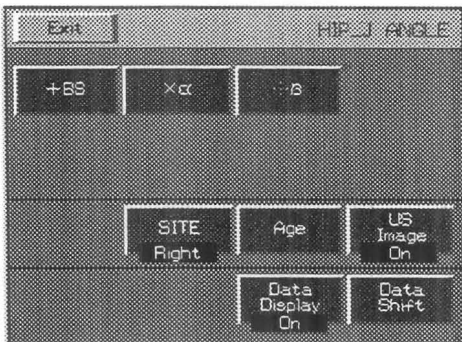 Exit
HIP_J ANGLE
+BS
×α
⋯β
SITE
Right
Age
US
Image
On
Data
Display
On
Data
Shift